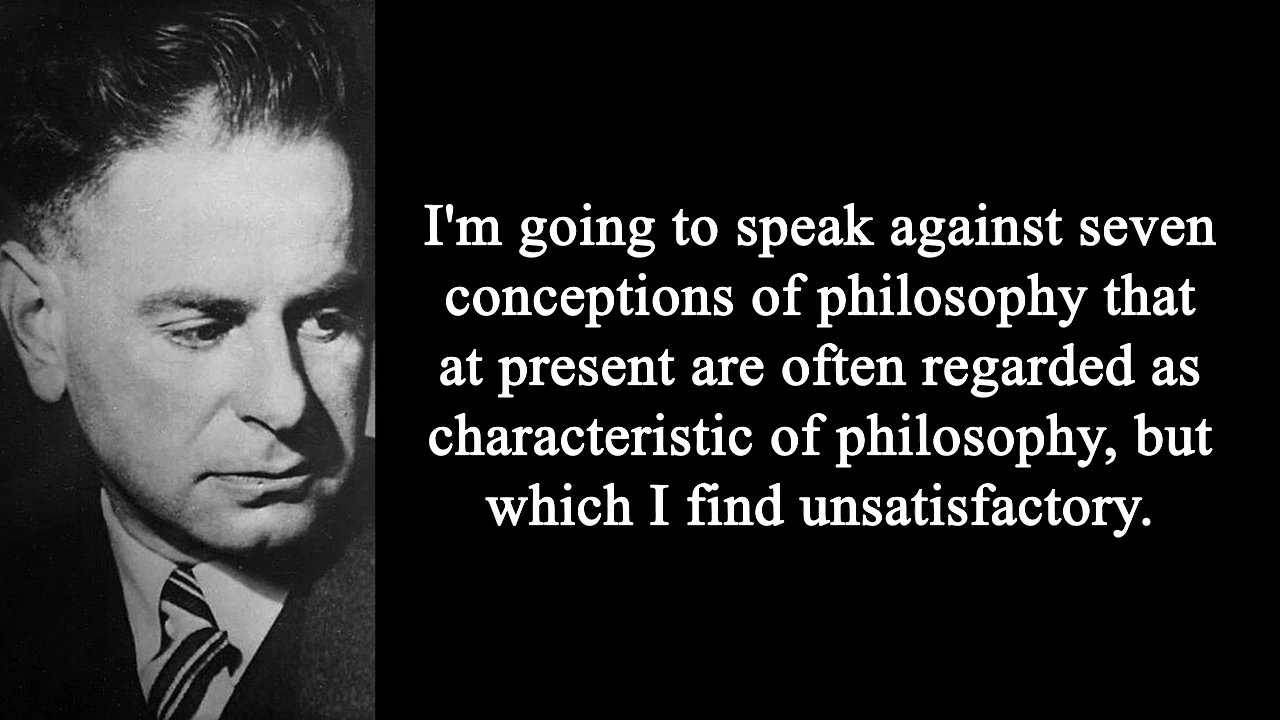 I'm going to speak against seven
conceptions of philosophy that
at present are often regarded as
characteristic of philosophy, but
which I find unsatisfactory.